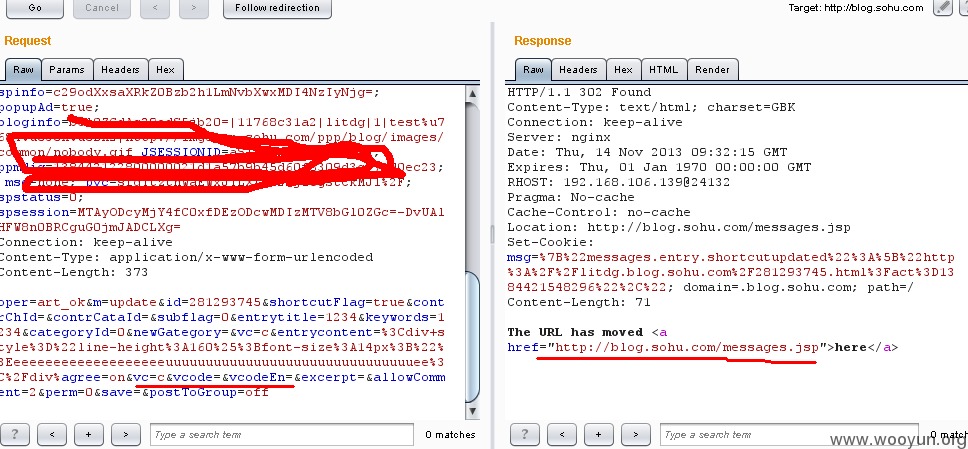 Go
Cancel
<
>
Follow redirection
Target: http://blog.sohu.com
?
Request
Raw
Params
Headers
Hex
spinfo=c29odXxsaXRkZ0Bzb2h1LmNvbXwxMDI4NzIyNjg=;
popupAd=true;
bloginfo=
|11768c31a2|litdg|1|test%u7
sohu.com/ppp/blog/images/
common/nobody.gif JSESSIONID=
spstatus=0;
spsession=MTAyODcyMjY4fC0xfDEzODcwMDIzMTV8bGl0ZGc=-DvUAl
HFW8nOBRCguGOjmJADCLXg=
Connection: keep-alive
Content-Type: application/x-www-form-urlencoded
Content-Length: 373
oper=art_ok&m=update&id=281293745&shortcutFlag=true&cont
rChId=&contrCataId=&subflag=0&entrytitle=1234&keywords=1
234&categoryId=0&newGategory=&vc=c&entrycontent=%3Cdiv+s
tyle%3D%22line-height%3A160%25%3Bfont-size%3A14px%3B%22%
3Eeeeeeeeeeeeeeeeeeeeeeeeuuuuuuuuuuuuuuuuuuuuuuuuuee%3
C%2Fdiv%agree=on&vc=c&vcode=&vcodeEn=&excerpt=&allowComm
ent=2&perm=0&save=&postToGroup=off
?
<
+
>
Type a search term
0 matches
Response
Raw
Headers
Hex
HTML
Render
HTTP/1.1 302 Found
Content-Type: text/html; charset=GBK
Connection: keep-alive
Server: nginx
Date: Thu, 14 Nov 2013 09:32:15 GMT
Expires: Thu, 01 Jan 1970 00:00:00 GMT
RHOST: 192.168.106.139@24132
Pragma: No-cache
Cache-Control: no-cache
Location: http://blog.sohu.com/messages.jsp
Set-Cookie:
msg=%7B%22messages.entry.shortcutupdated%22%3A%5B%22http
%3A%2F%2Flitdg.blog.sohu.com%2F281293745.html%3Fact%3D13
84421548296%22%2C%22; domain=.blog.sohu.com; path=/
Content-Length: 71
The URL has moved <a
href="http://blog.sohu.com/messages.jsp">here</a>
?
<
+
>
Type a search term
0 matches
www.wooyun.org